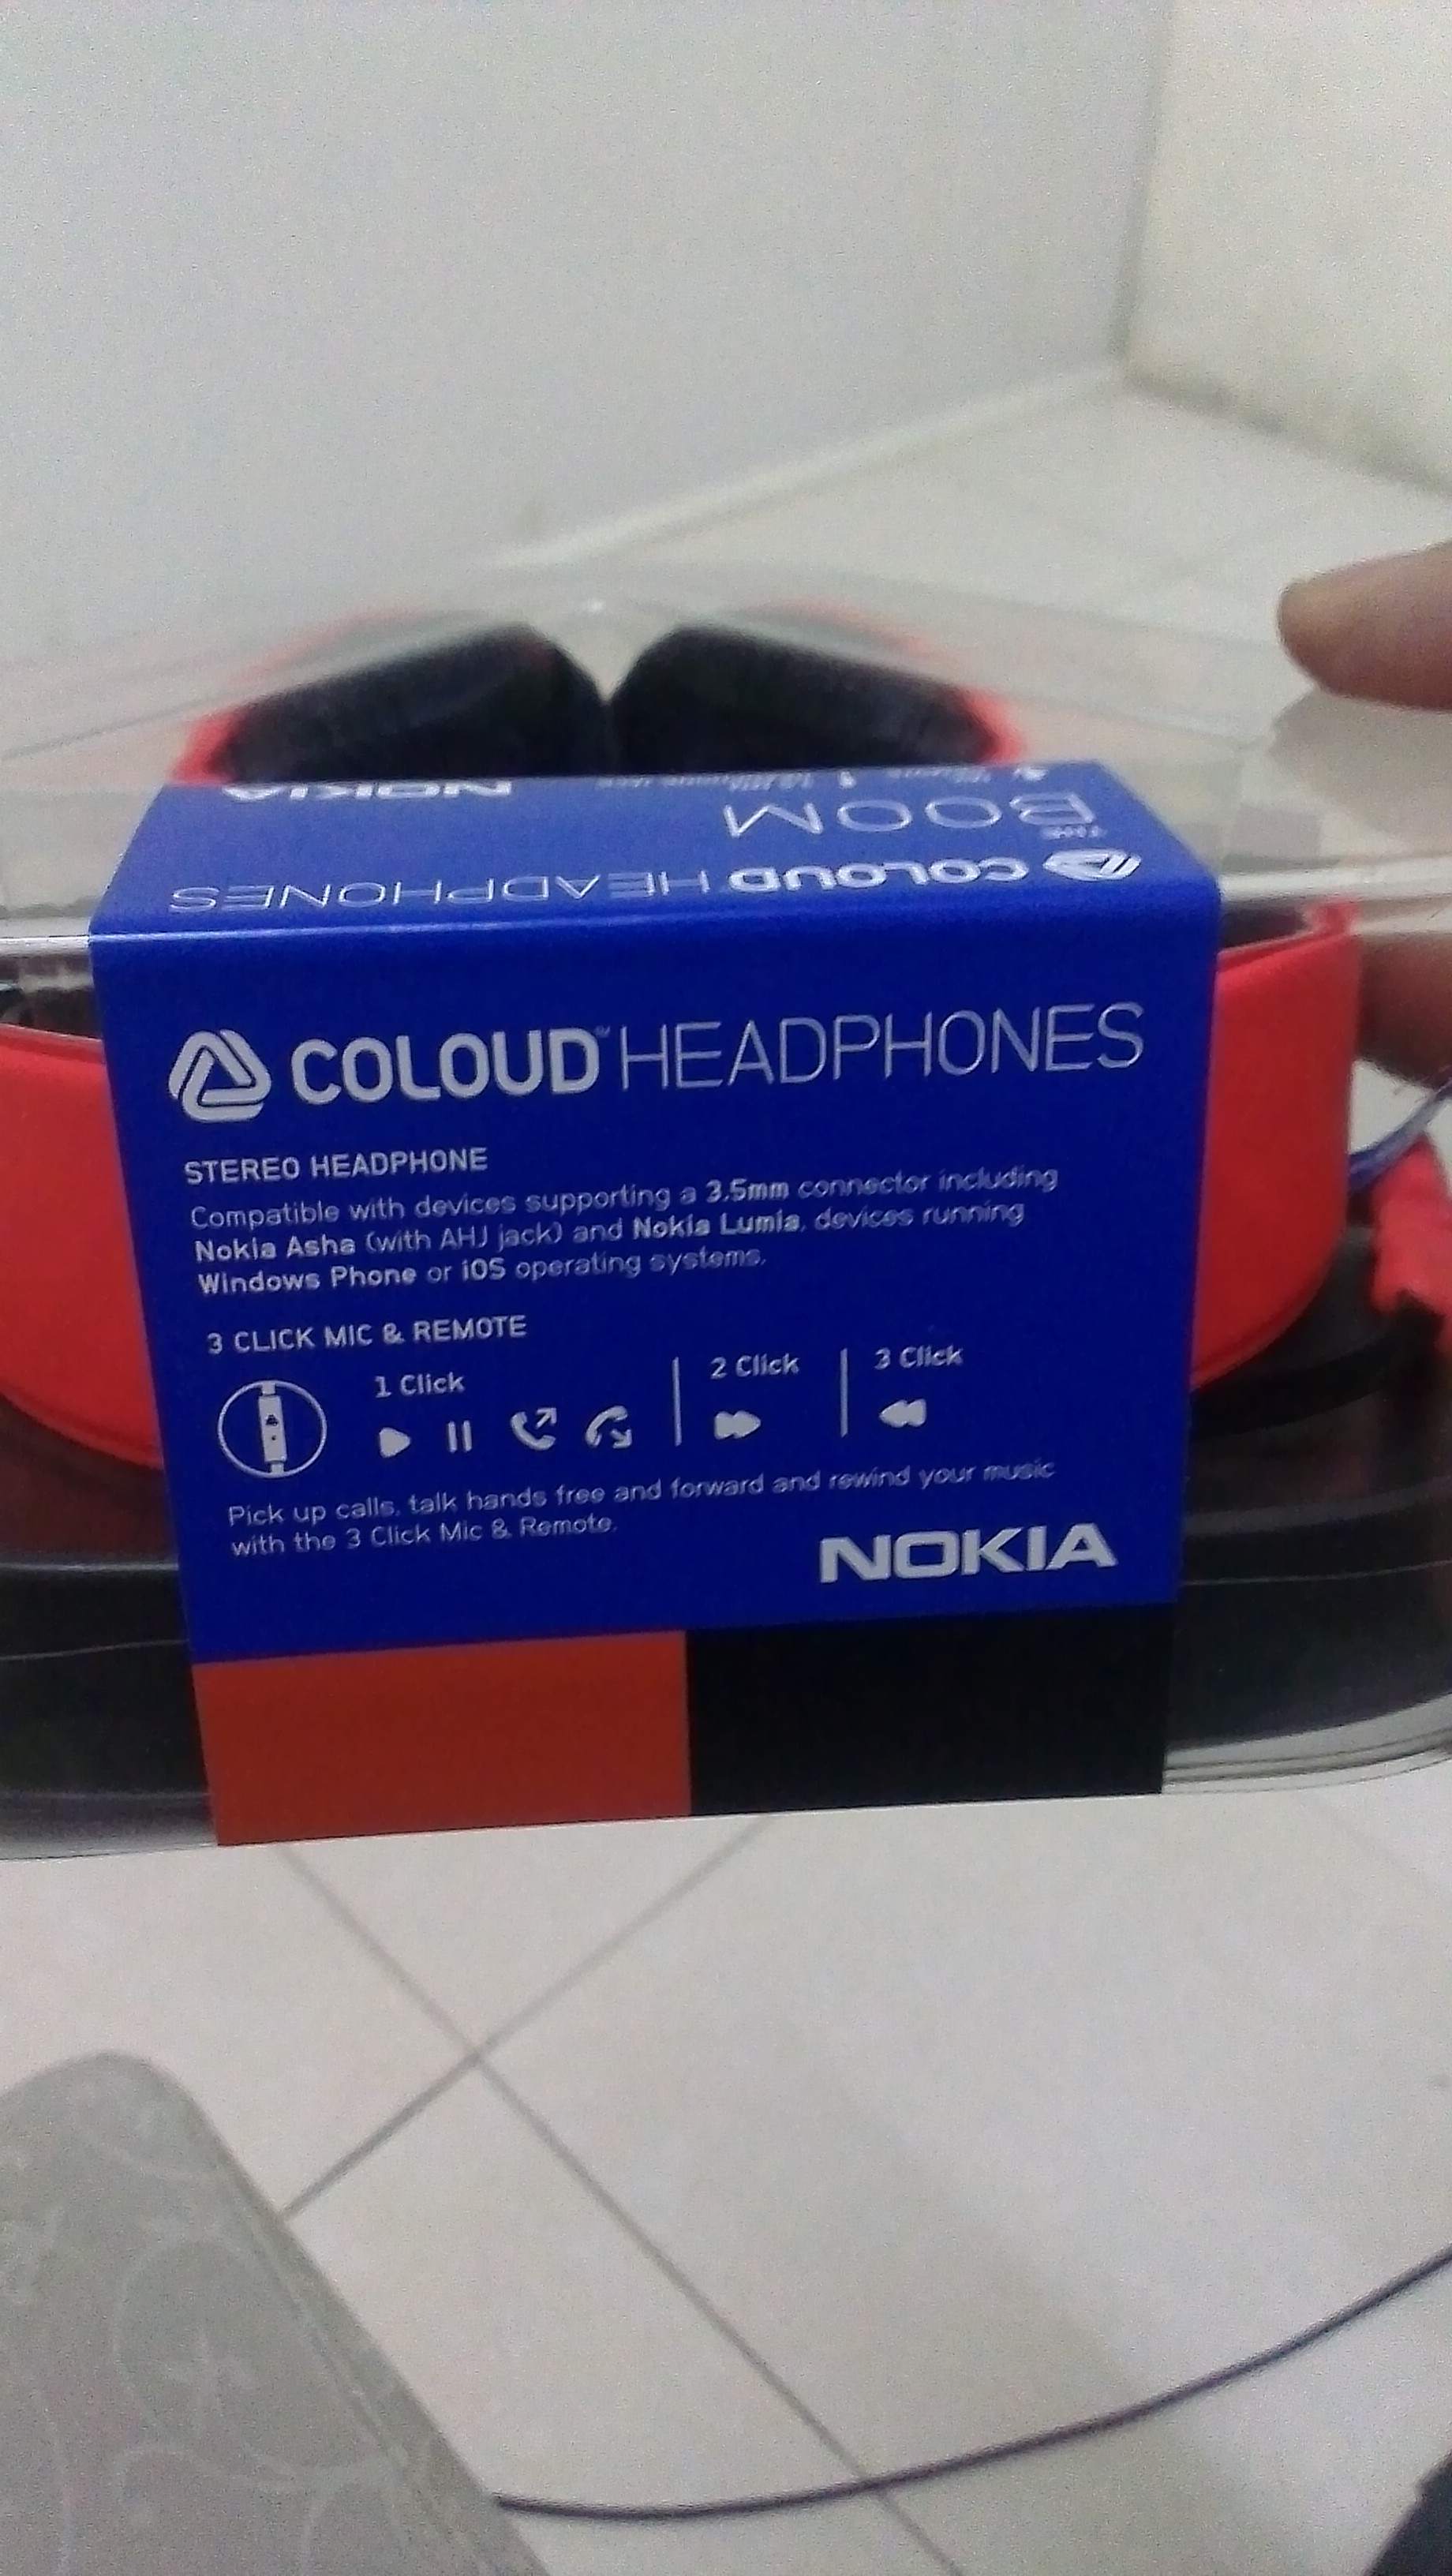 NOKIA
THE
BOOM
COLOUD HEADPHONES
COLOUD™ HEADPHONES
STEREO HEADPHONE
Compatible with devices supporting a 3.5mm connector including
Nokia Asha (with AHJ jack) and Nokia Lumia, devices running
Windows Phone or iOS operating systems.
3 CLICK MIC & REMOTE
1 Click 2 Click 3 Click
Pick up calls, talk hands free and forward and rewind your music
with the 3 Click Mic & Remote.
NOKIA